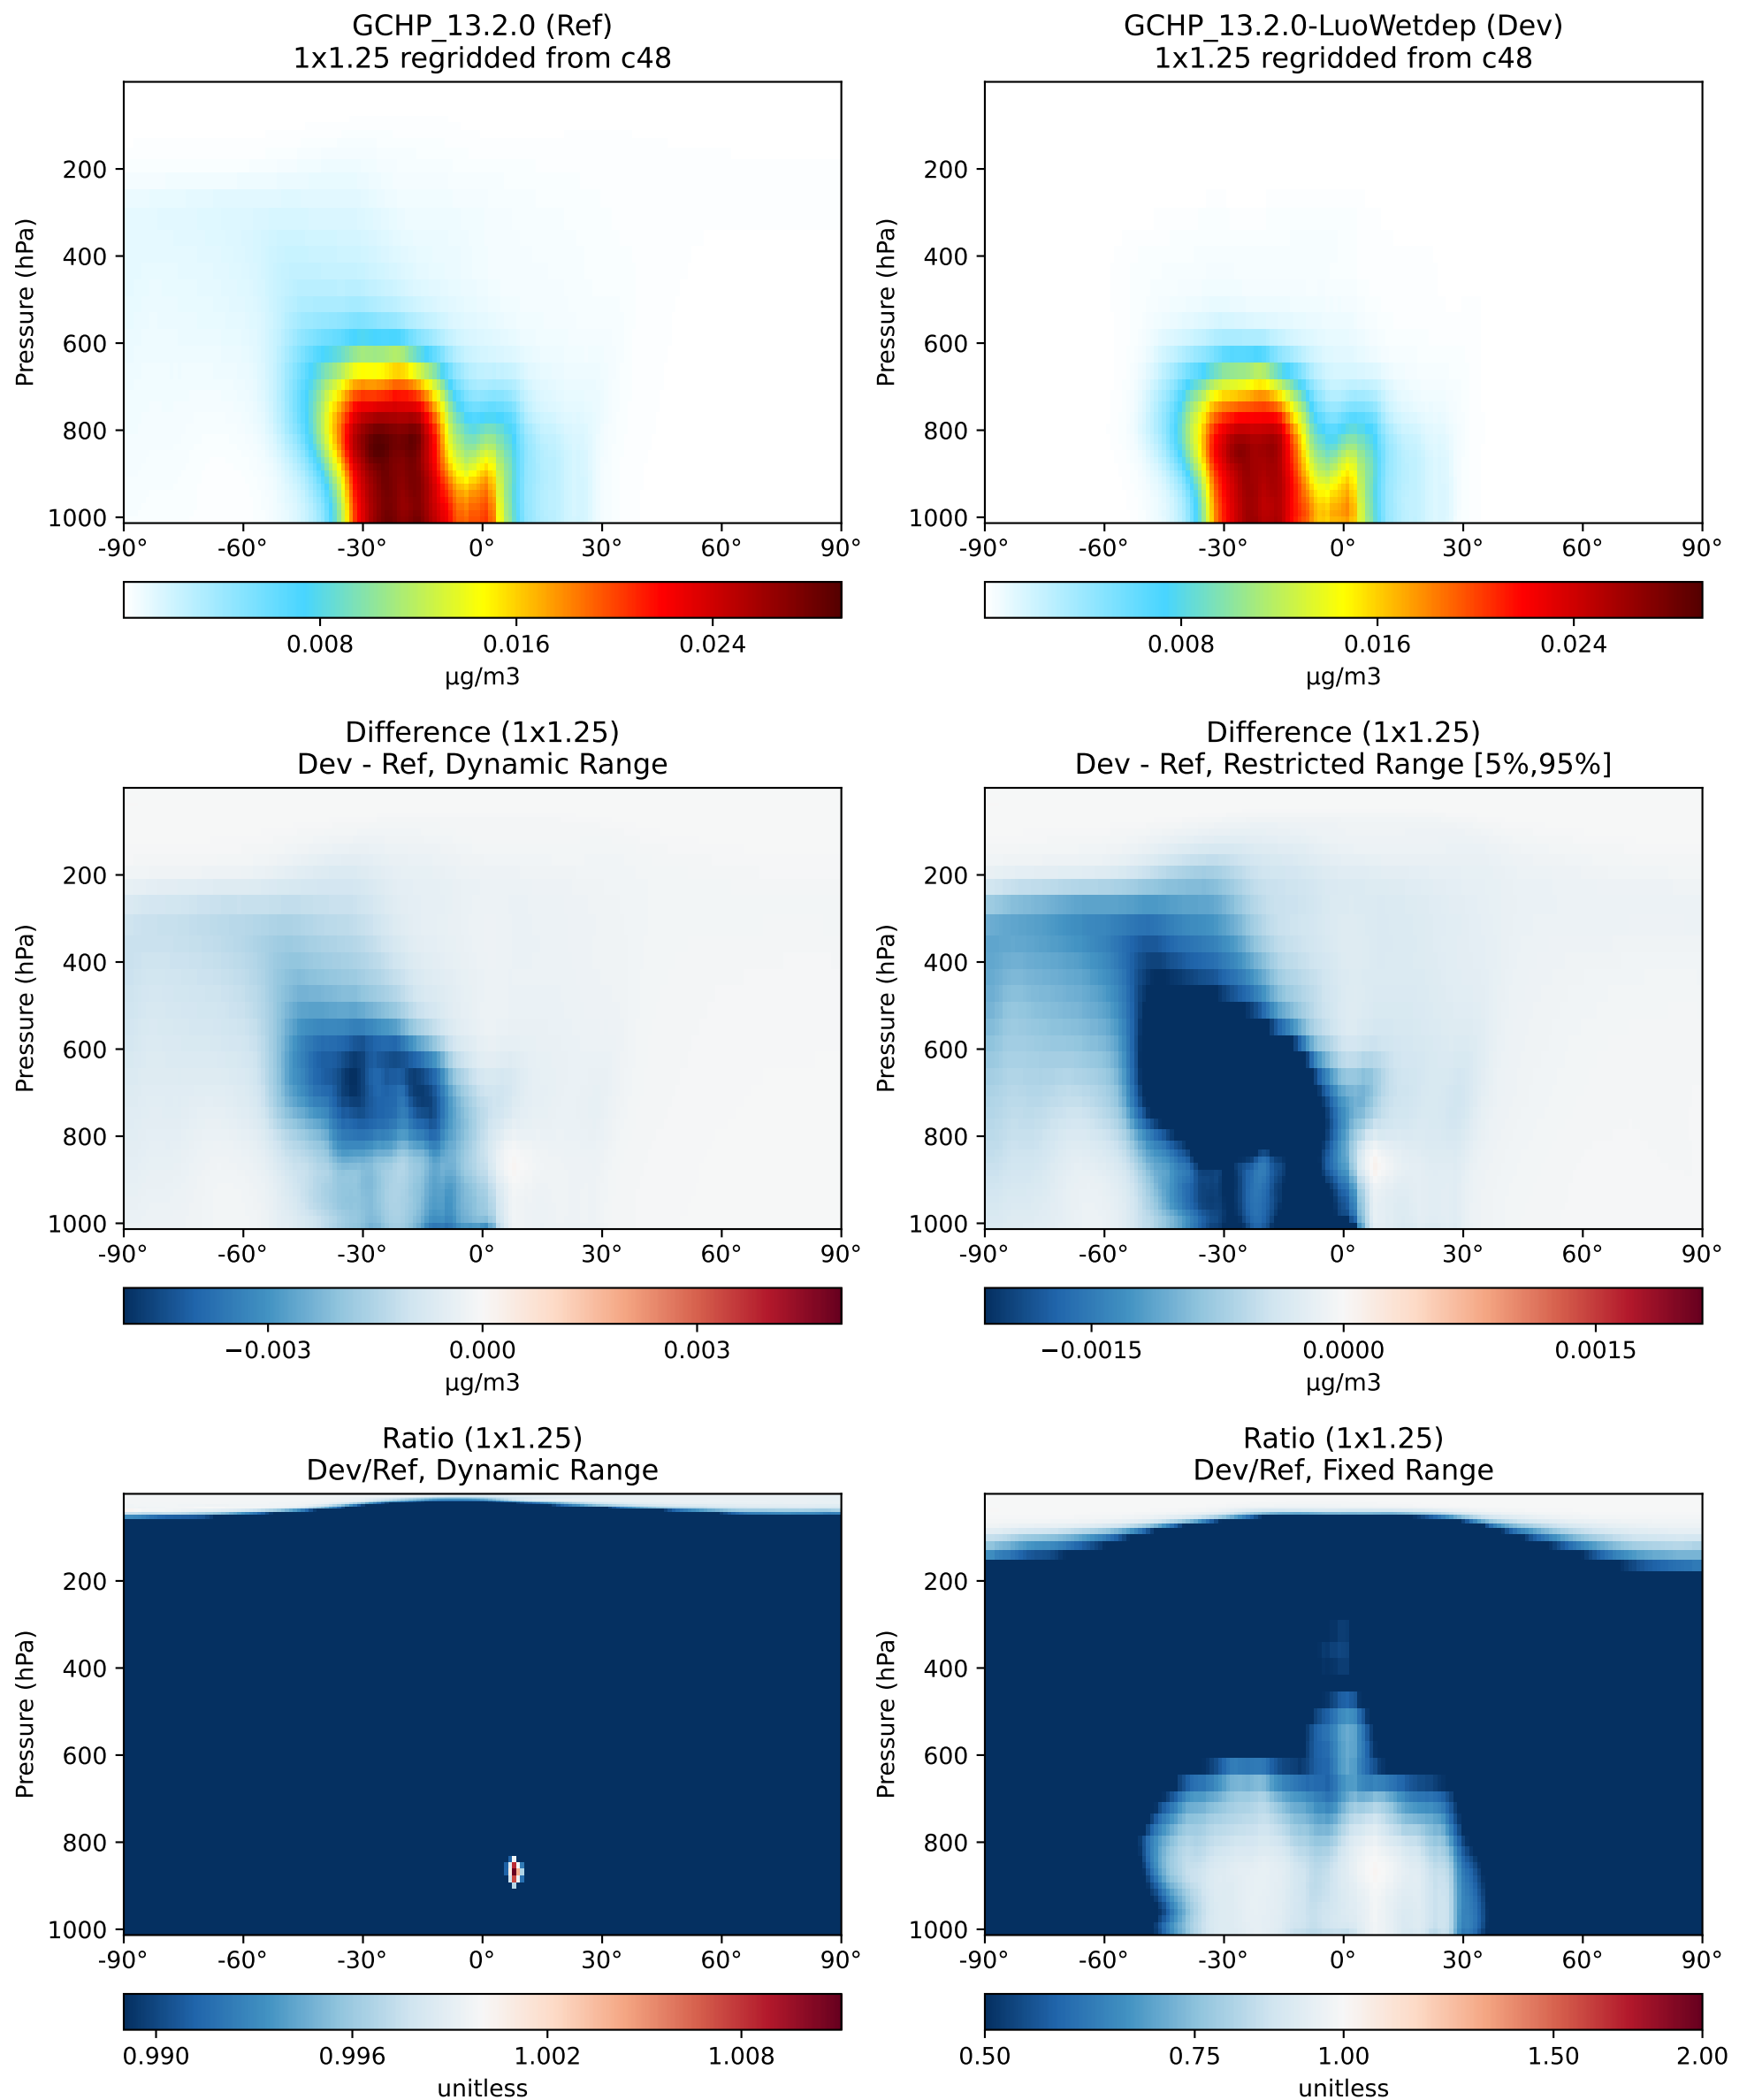 GCHP_13.2.0 (Ref)
1x1.25 regridded from c48
Pressure (hPa)
200
400
600
800
1000
-90° -60° -30° 0° 30° 60° 90°
0.008 0.016 0.024
µg/m3
GCHP_13.2.0-LuoWetdep (Dev)
1x1.25 regridded from c48
Pressure (hPa)
200
400
600
800
1000
-90° -60° -30° 0° 30° 60° 90°
0.008 0.016 0.024
µg/m3
Difference (1x1.25)
Dev - Ref, Dynamic Range
Pressure (hPa)
200
400
600
800
1000
-90° -60° -30° 0° 30° 60° 90°
−0.003 0.000 0.003
µg/m3
Difference (1x1.25)
Dev - Ref, Restricted Range [5%,95%]
Pressure (hPa)
200
400
600
800
1000
-90° -60° -30° 0° 30° 60° 90°
−0.0015 0.0000 0.0015
µg/m3
Ratio (1x1.25)
Dev/Ref, Dynamic Range
Pressure (hPa)
200
400
600
800
1000
-90° -60° -30° 0° 30° 60° 90°
0.990 0.996 1.002 1.008
unitless
Ratio (1x1.25)
Dev/Ref, Fixed Range
Pressure (hPa)
200
400
600
800
1000
-90° -60° -30° 0° 30° 60° 90°
0.50 0.75 1.00 1.50 2.00
unitless